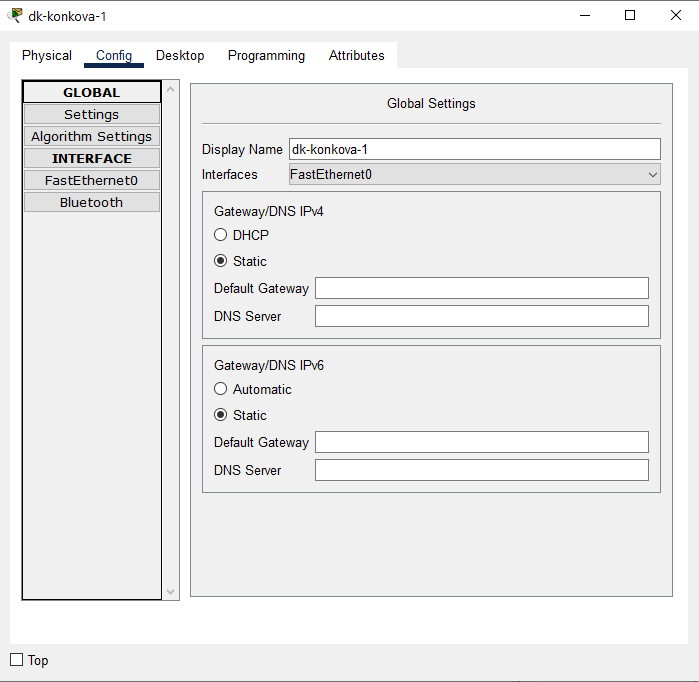 dk-konkova-1
Physical Config Desktop Programming Attributes
GLOBAL
Settings
Algorithm Settings
INTERFACE
FastEthernet0
Bluetooth
Global Settings
Display Name dk-konkova-1
Interfaces FastEthernet0
Gateway/DNS IPv4
DHCP
Static
Default Gateway
DNS Server
Gateway/DNS IPv6
Automatic
Static
Default Gateway
DNS Server
Top